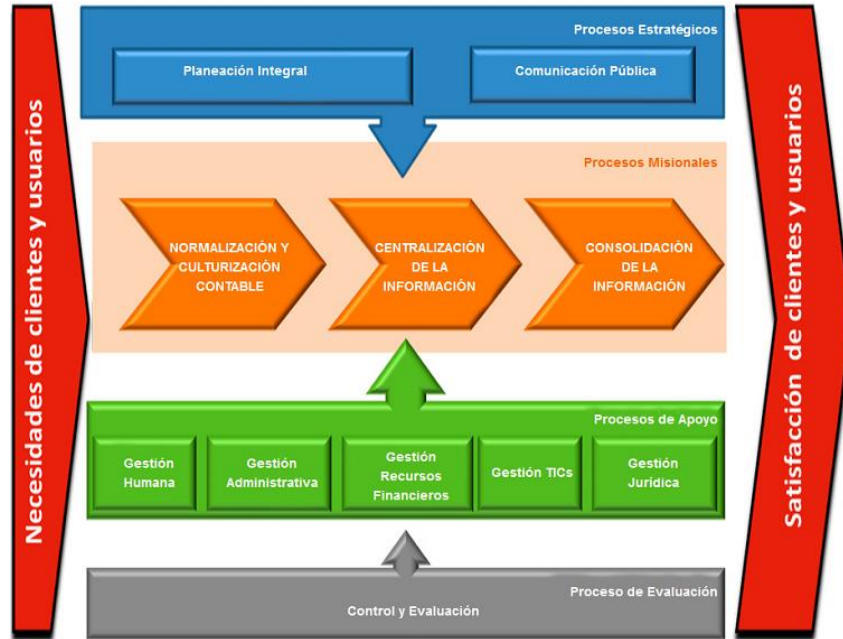 Necesidades de clientes y usuarios
Procesos Estratégicos
Planeación Integral
Comunicación Pública
Procesos Misionales
NORMALIZACIÓN Y
CULTURIZACIÓN
CONTABLE
CENTRALIZACIÓN
DE LA
INFORMACIÓN
CONSOLIDACIÓN
DE LA
INFORMACIÓN
Procesos de Apoyo
Gestión
Humana
Gestión
Administrativa
Gestión
Recursos
Financieros
Gestión TICs
Gestión
Jurídica
Proceso de Evaluación
Control y Evaluación
Satisfacción de clientes y usuarios